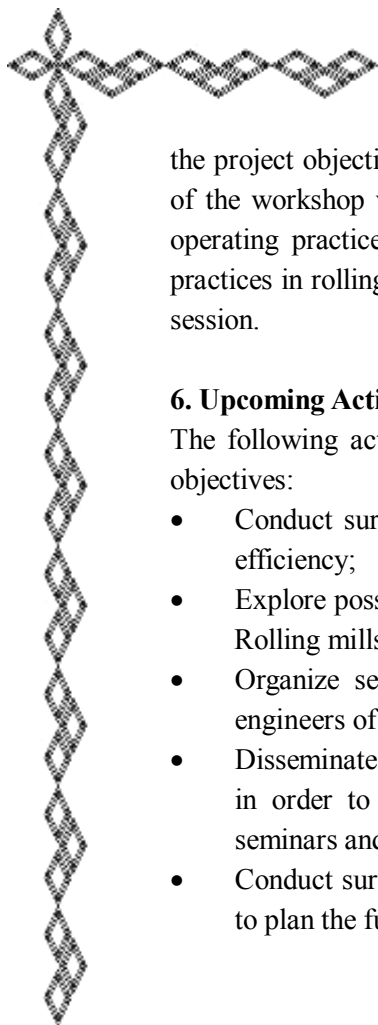 the project objecti
of the workshop
operating practice
practices in rolling
session.
6. Upcoming Acti
The following ac
objectives:
• Conduct sur
efficiency;
• Explore poss
Rolling mills
• Organize se
engineers of
• Disseminate
in order to
seminars and
• Conduct sur
to plan the fu